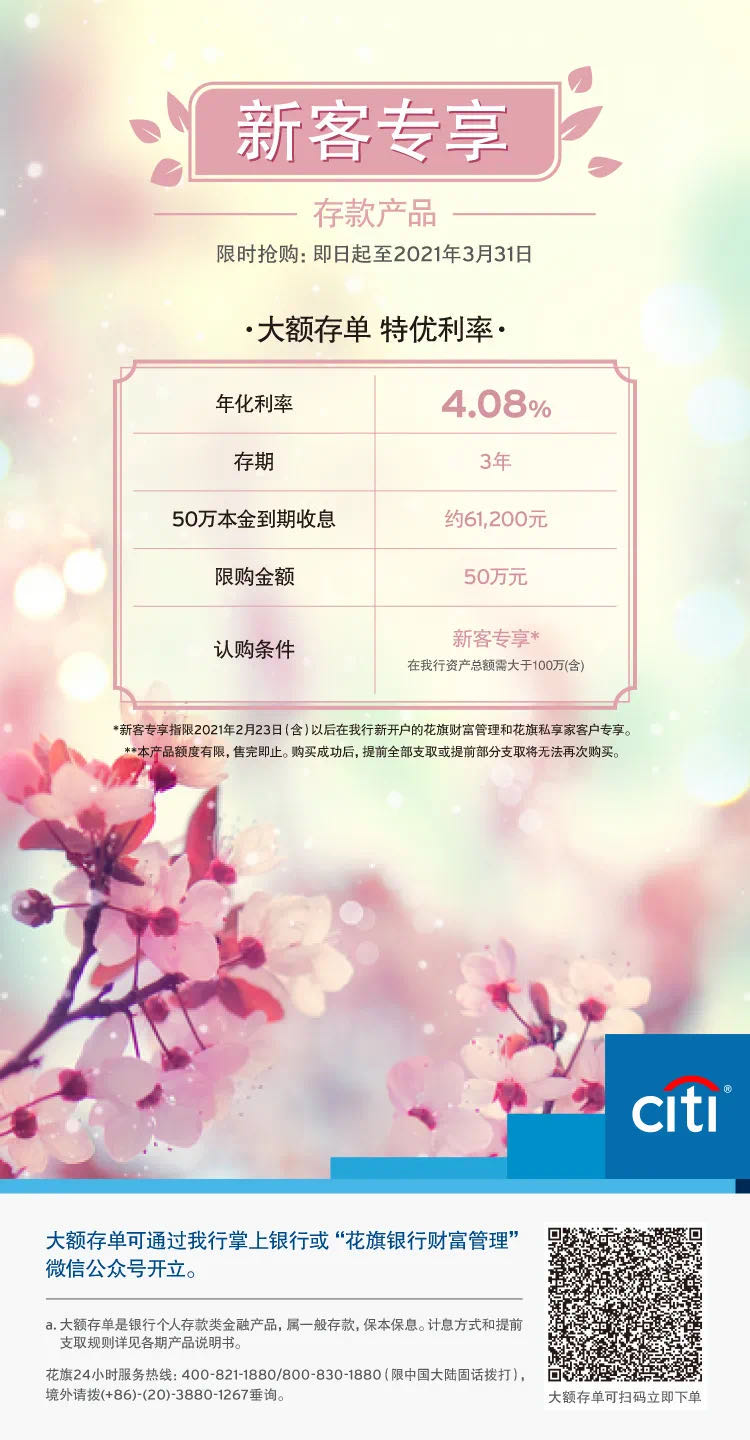 新客专享
存款产品
限时抢购：即日起至2021年3月31日
·大额存单 特优利率·
年化利率 4.08%
存期 3年
50万本金到期收息 约61,200元
限购金额 50万元
认购条件 新客专享*
在我行资产总额需大于100万(含)
*新客专享指限2021年2月23日(含)以后在我行新开户的花旗财富管理和花旗私享家客户专享。
**本产品额度有限，售完即止。购买成功后，提前全部支取或提前部分支取将无法再次购买。
citi®
大额存单可通过我行掌上银行或“花旗银行财富管理”
微信公众号开立。
a. 大额存单是银行个人存款类金融产品，属一般存款，保本保息。计息方式和提前
支取规则详见各期产品说明书。
花旗24小时服务热线：400-821-1880/800-830-1880(限中国大陆固话拨打)，
境外请拨(+86)-(20)-3880-1267垂询。
大额存单可扫码立即下单